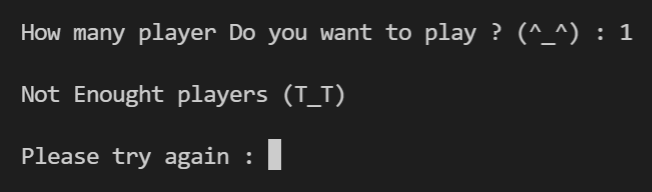 How many player Do you want to play ? (^_^) : 1
Not Enought players (T_T)
Please try again :